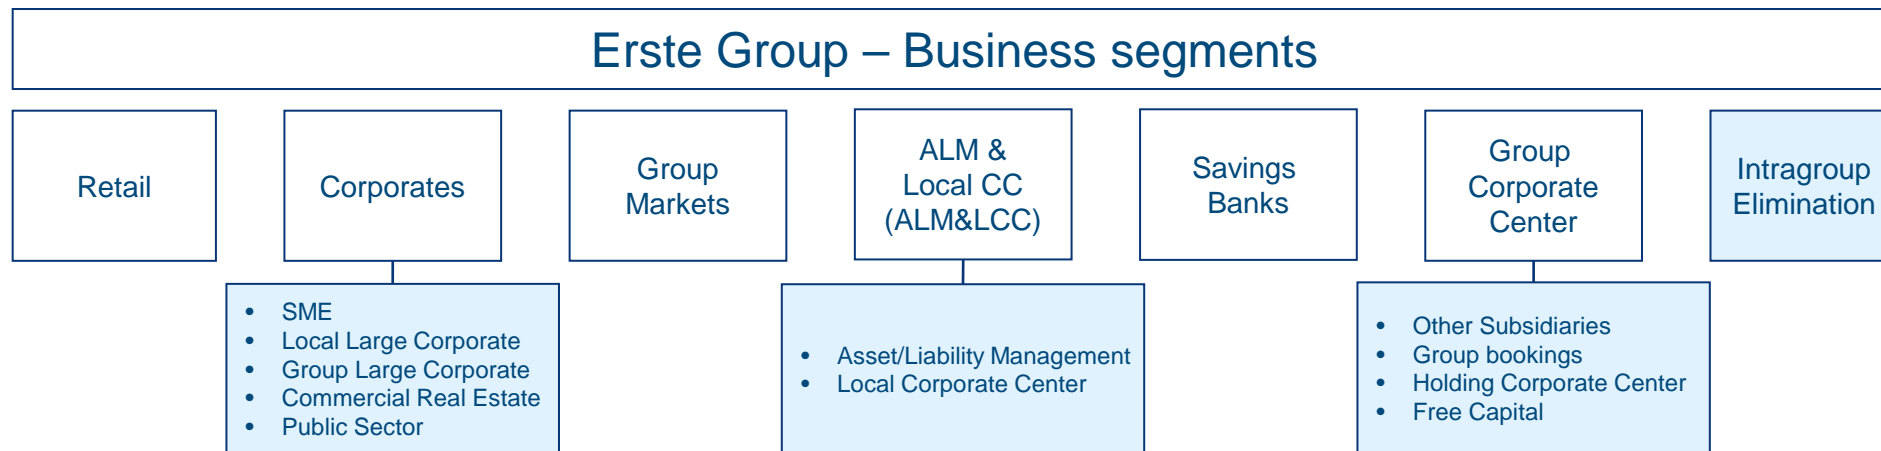 Erste Group – Business segments
Retail
Corporates
Group
Markets
ALM &
Local CC
(ALM&LCC)
Savings
Banks
Group
Corporate
Center
Intragroup
Elimination
• SME
• Local Large Corporate
• Group Large Corporate
• Commercial Real Estate
• Public Sector
• Asset/Liability Management
• Local Corporate Center
• Other Subsidiaries
• Group bookings
• Holding Corporate Center
• Free Capital